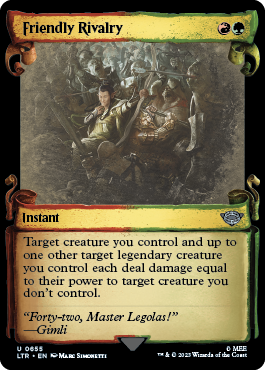 Friendly Rivalry
Instant
Target creature you control and up to
one other target legendary creature
you control each deal damage equal
to their power to target creature you
don't control.
"Forty-two, Master Legolas!"
—Gimli
U 0655
LTR • EN MARC SIMONETTI
© MEE
™ & © 2023 Wizards of the Coast